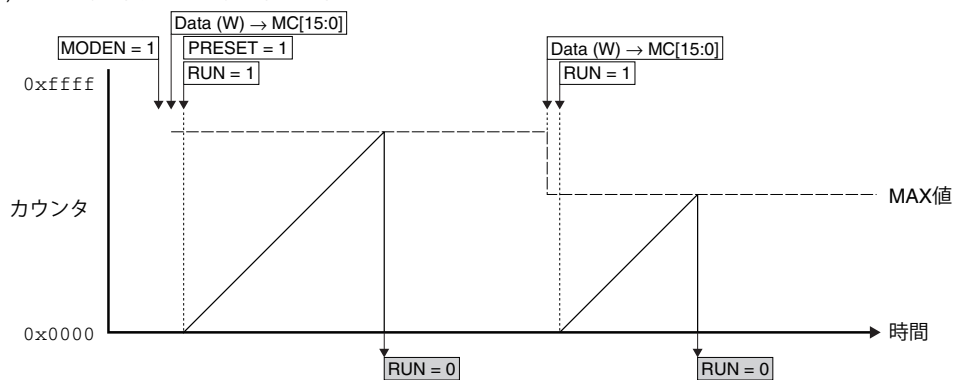 Data (W) → MC[15:0]
MODEN = 1
PRESET = 1
RUN = 1
Data (W) → MC[15:0]
RUN = 1
0xffff
カウンタ
MAX値
0x0000
時間
RUN = 0
RUN = 0